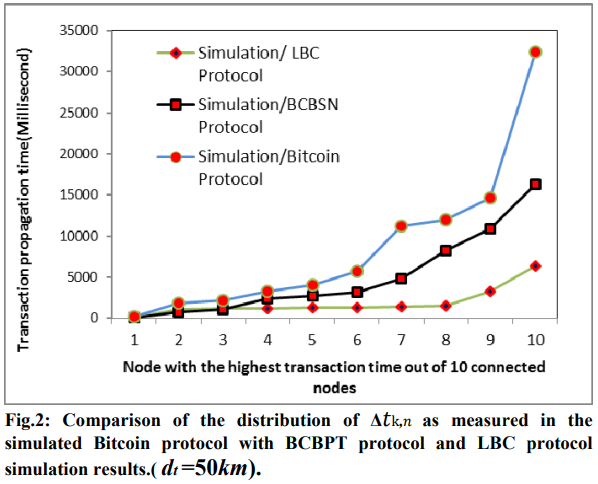 35000
30000
25000
20000
15000
10000
5000
0
Transaction propagation time(Millisecond)
Simulation/ LBC
Protocol
Simulation/BCBSN
Protocol
Simulation/Bitcoin
Protocol
1 2 3 4 5 6 7 8 9 10
Node with the highest transaction time out of 10 connected
nodes
Fig.2: Comparison of the distribution of Δtk,n as measured in the
simulated Bitcoin protocol with BCBPT protocol and LBC protocol
simulation results.( dt =50km).